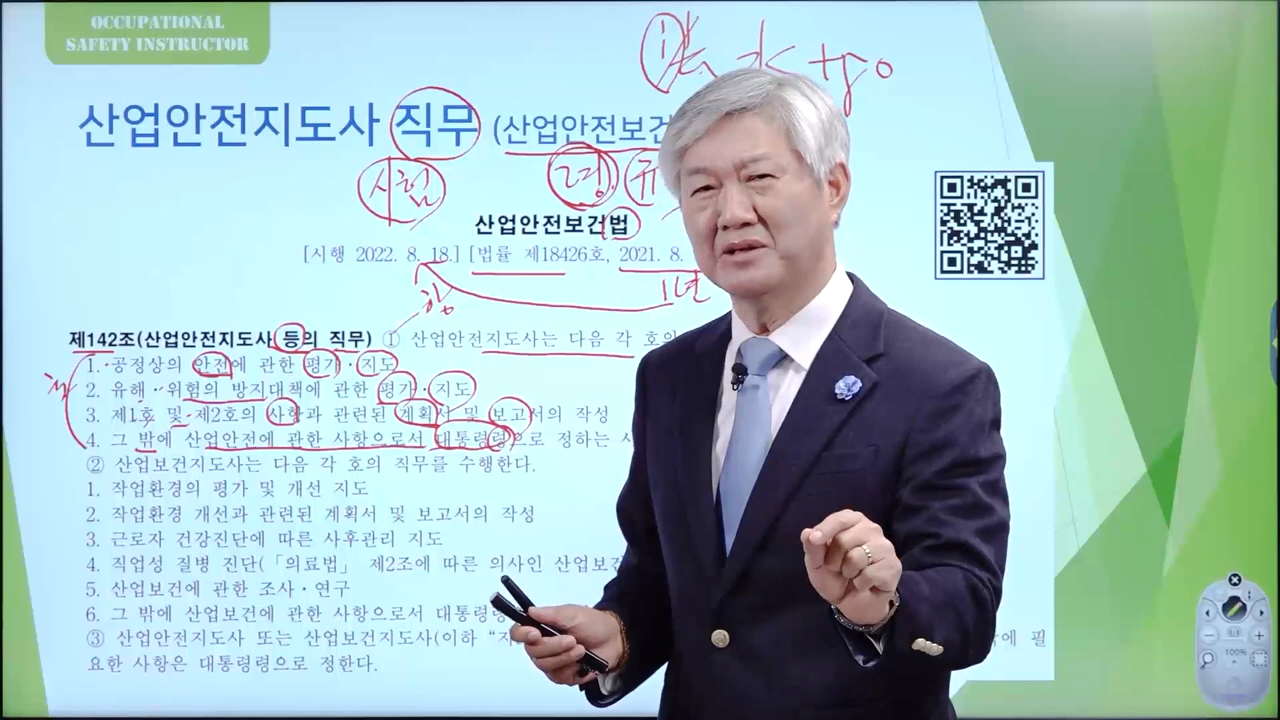 OCCUPATIONAL
SAFETY INSTRUCTOR
산업안전지도사 직무 (산업안전보건
시험
령 규
산업안전보건법
[시행 2022. 8. 18.] [법률 제18426호, 2021. 8.
1년
항
제142조(산업안전지도사 등의 직무) ① 산업안전지도사는 다음 각 호의
1. 공정상의 안전에 관한 평가·지도
2. 유해·위험의 방지대책에 관한 평가·지도
3. 제1호 및 제2호의 사항과 관련된 계획서 및 보고서의 작성
4. 그 밖에 산업안전에 관한 사항으로서 대통령령으로 정하는 사
② 산업보건지도사는 다음 각 호의 직무를 수행한다.
1. 작업환경의 평가 및 개선 지도
2. 작업환경 개선과 관련된 계획서 및 보고서의 작성
3. 근로자 건강진단에 따른 사후관리 지도
4. 직업성 질병 진단(「의료법」 제2조에 따른 의사인 산업보건
5. 산업보건에 관한 조사·연구
6. 그 밖에 산업보건에 관한 사항으로서 대통령령
③ 산업안전지도사 또는 산업보건지도사(이하 “지 에 필
요한 사항은 대통령령으로 정한다.
100%